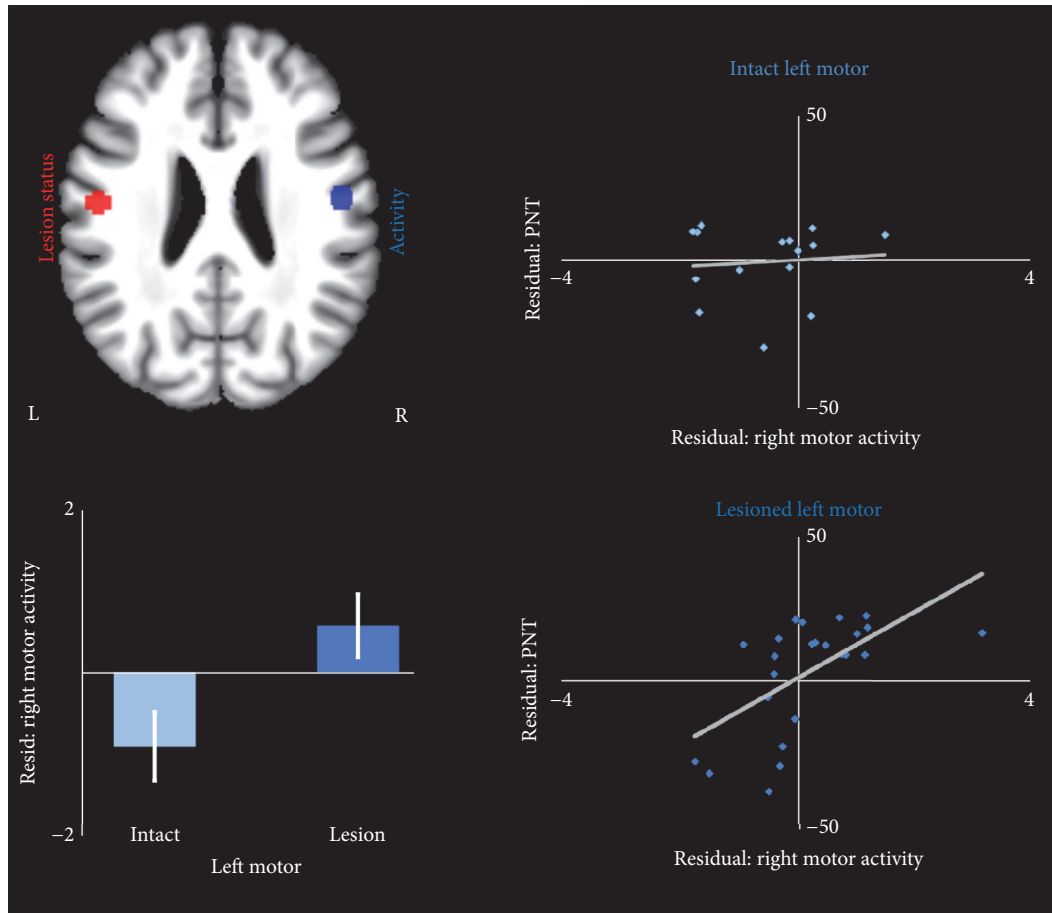 Lesion status
Activity
L
R
Intact left motor
50
Residual: PNT
−4
4
−50
Residual: right motor activity
2
Resid: right motor activity
−2
Intact
Lesion
Left motor
Lesioned left motor
50
Residual: PNT
−4
4
−50
Residual: right motor activity